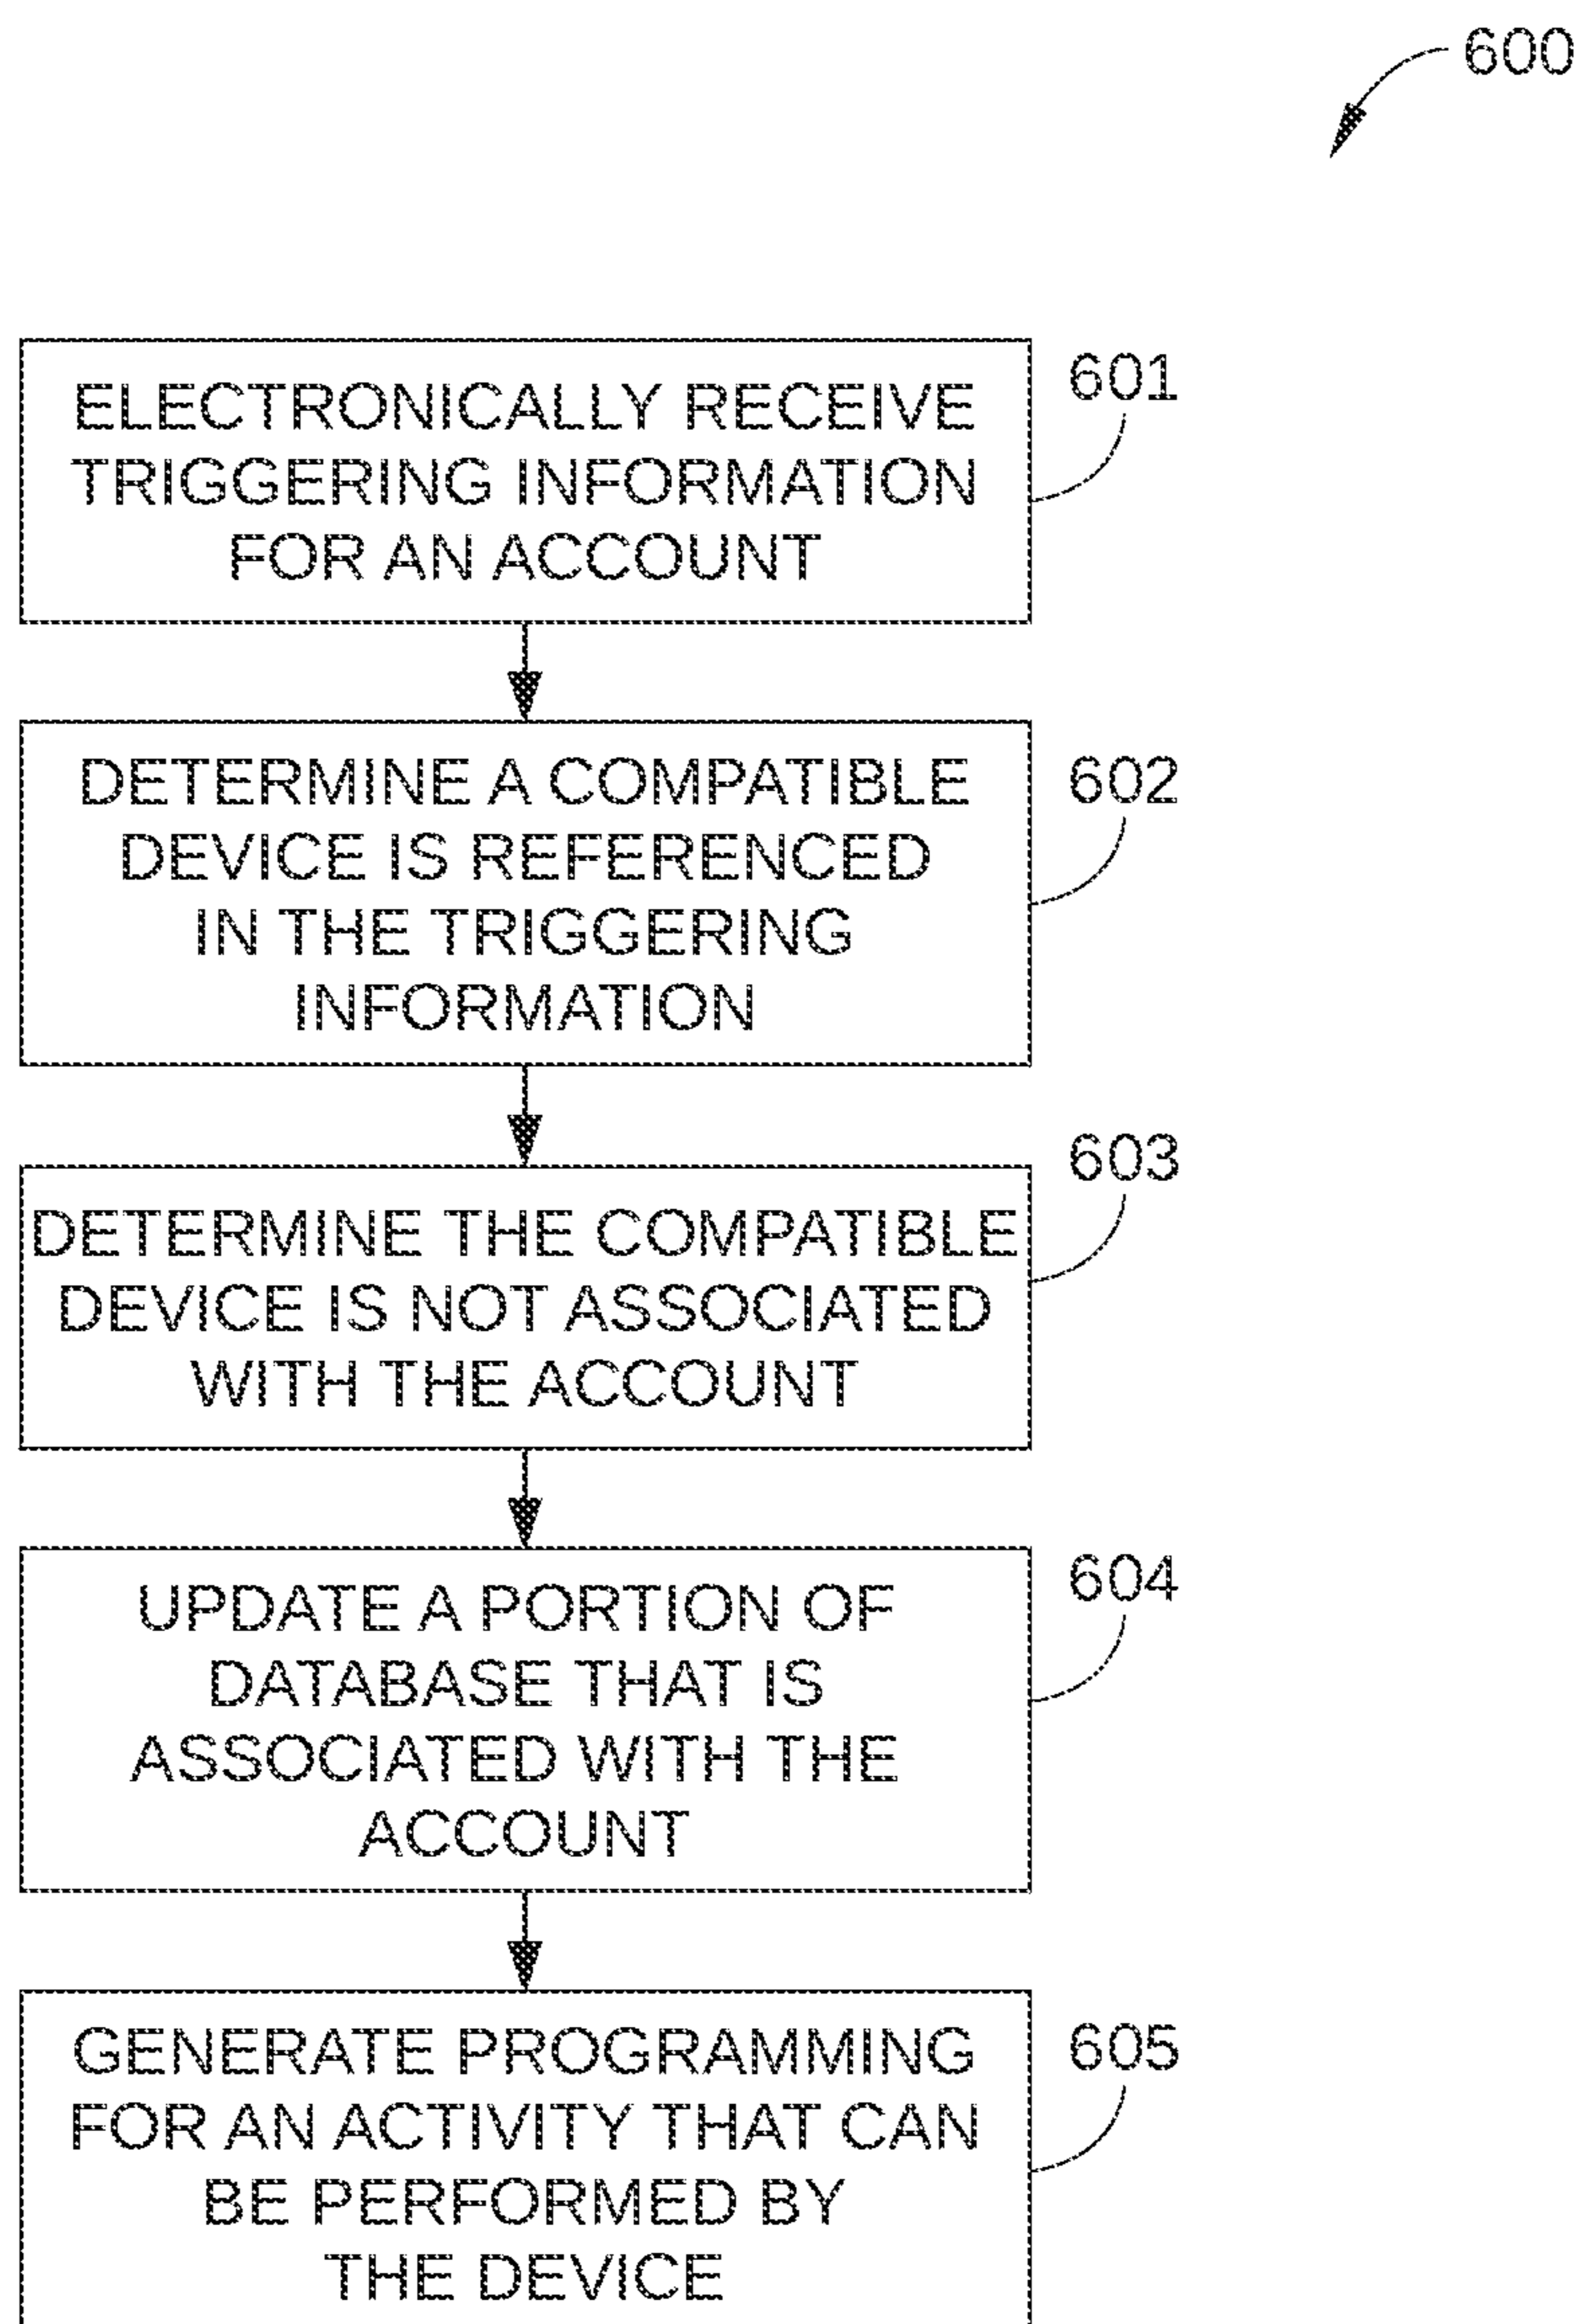 600
ELECTRONICALLY RECEIVE
TRIGGERING INFORMATION
FOR AN ACCOUNT
601
DETERMINE A COMPATIBLE
DEVICE IS REFERENCED
IN THE TRIGGERING
INFORMATION
602
DETERMINE THE COMPATIBLE
DEVICE IS NOT ASSOCIATED
WITH THE ACCOUNT
603
UPDATE A PORTION OF
DATABASE THAT IS
ASSOCIATED WITH THE
ACCOUNT
604
GENERATE PROGRAMMING
FOR AN ACTIVITY THAT CAN
BE PERFORMED BY
THE DEVICE
605